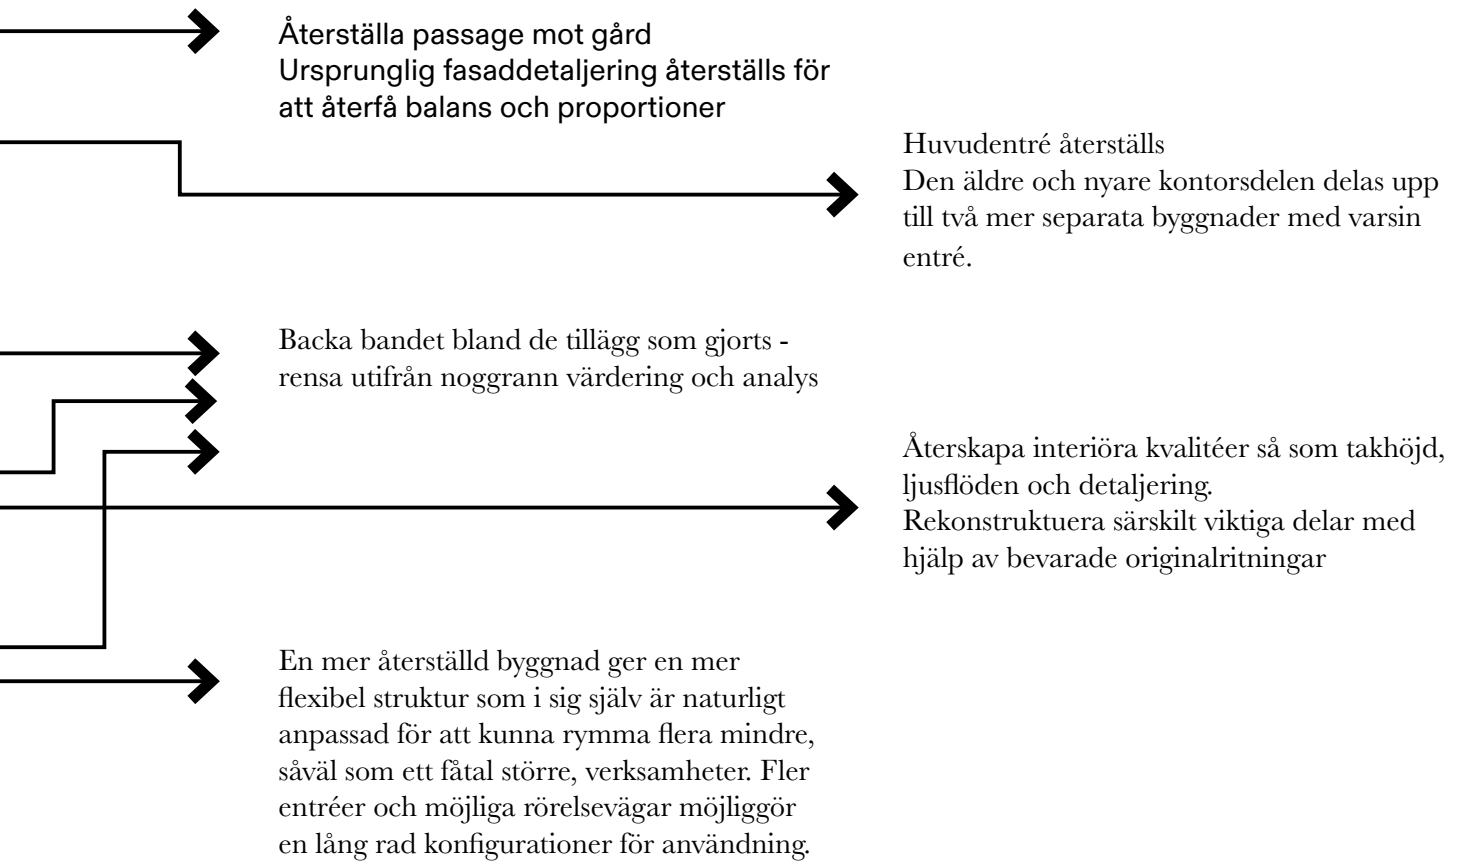 Återställa passage mot gård
Ursprunglig fasaddetaljering återställs för
att återfå balans och proportioner
Huvudentré återställs
Den äldre och nyare kontorsdelen delas upp
till två mer separata byggnader med varsin
entré.
Backa bandet bland de tillägg som gjorts -
rensa utifrån noggrann värdering och analys
Återskapa interiöra kvalitéer så som takhöjd,
ljusflöden och detaljering.
Rekonstruktuera särskilt viktiga delar med
hjälp av bevarade originalritningar
En mer återställd byggnad ger en mer
flexibel struktur som i sig själv är naturligt
anpassad för att kunna rymma flera mindre,
såväl som ett fåtal större, verksamheter. Fler
entréer och möjliga rörelsevägar möjliggör
en lång rad konfigurationer för användning.